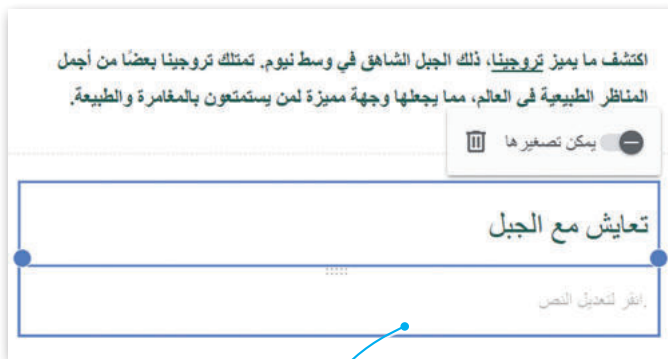 اكتشف ما يميز تروجينا، ذلك الجبل الشاهق في وسط نيوم. تمتلك تروجينا بعضًا من أجمل
المناظر الطبيعية في العالم، مما يجعلها وجهة مميزة لمن يستمتعون بالمغامرة والطبيعة.
يمكن تصغيرها
تعايش مع الجبل
.انقر لتعديل النص